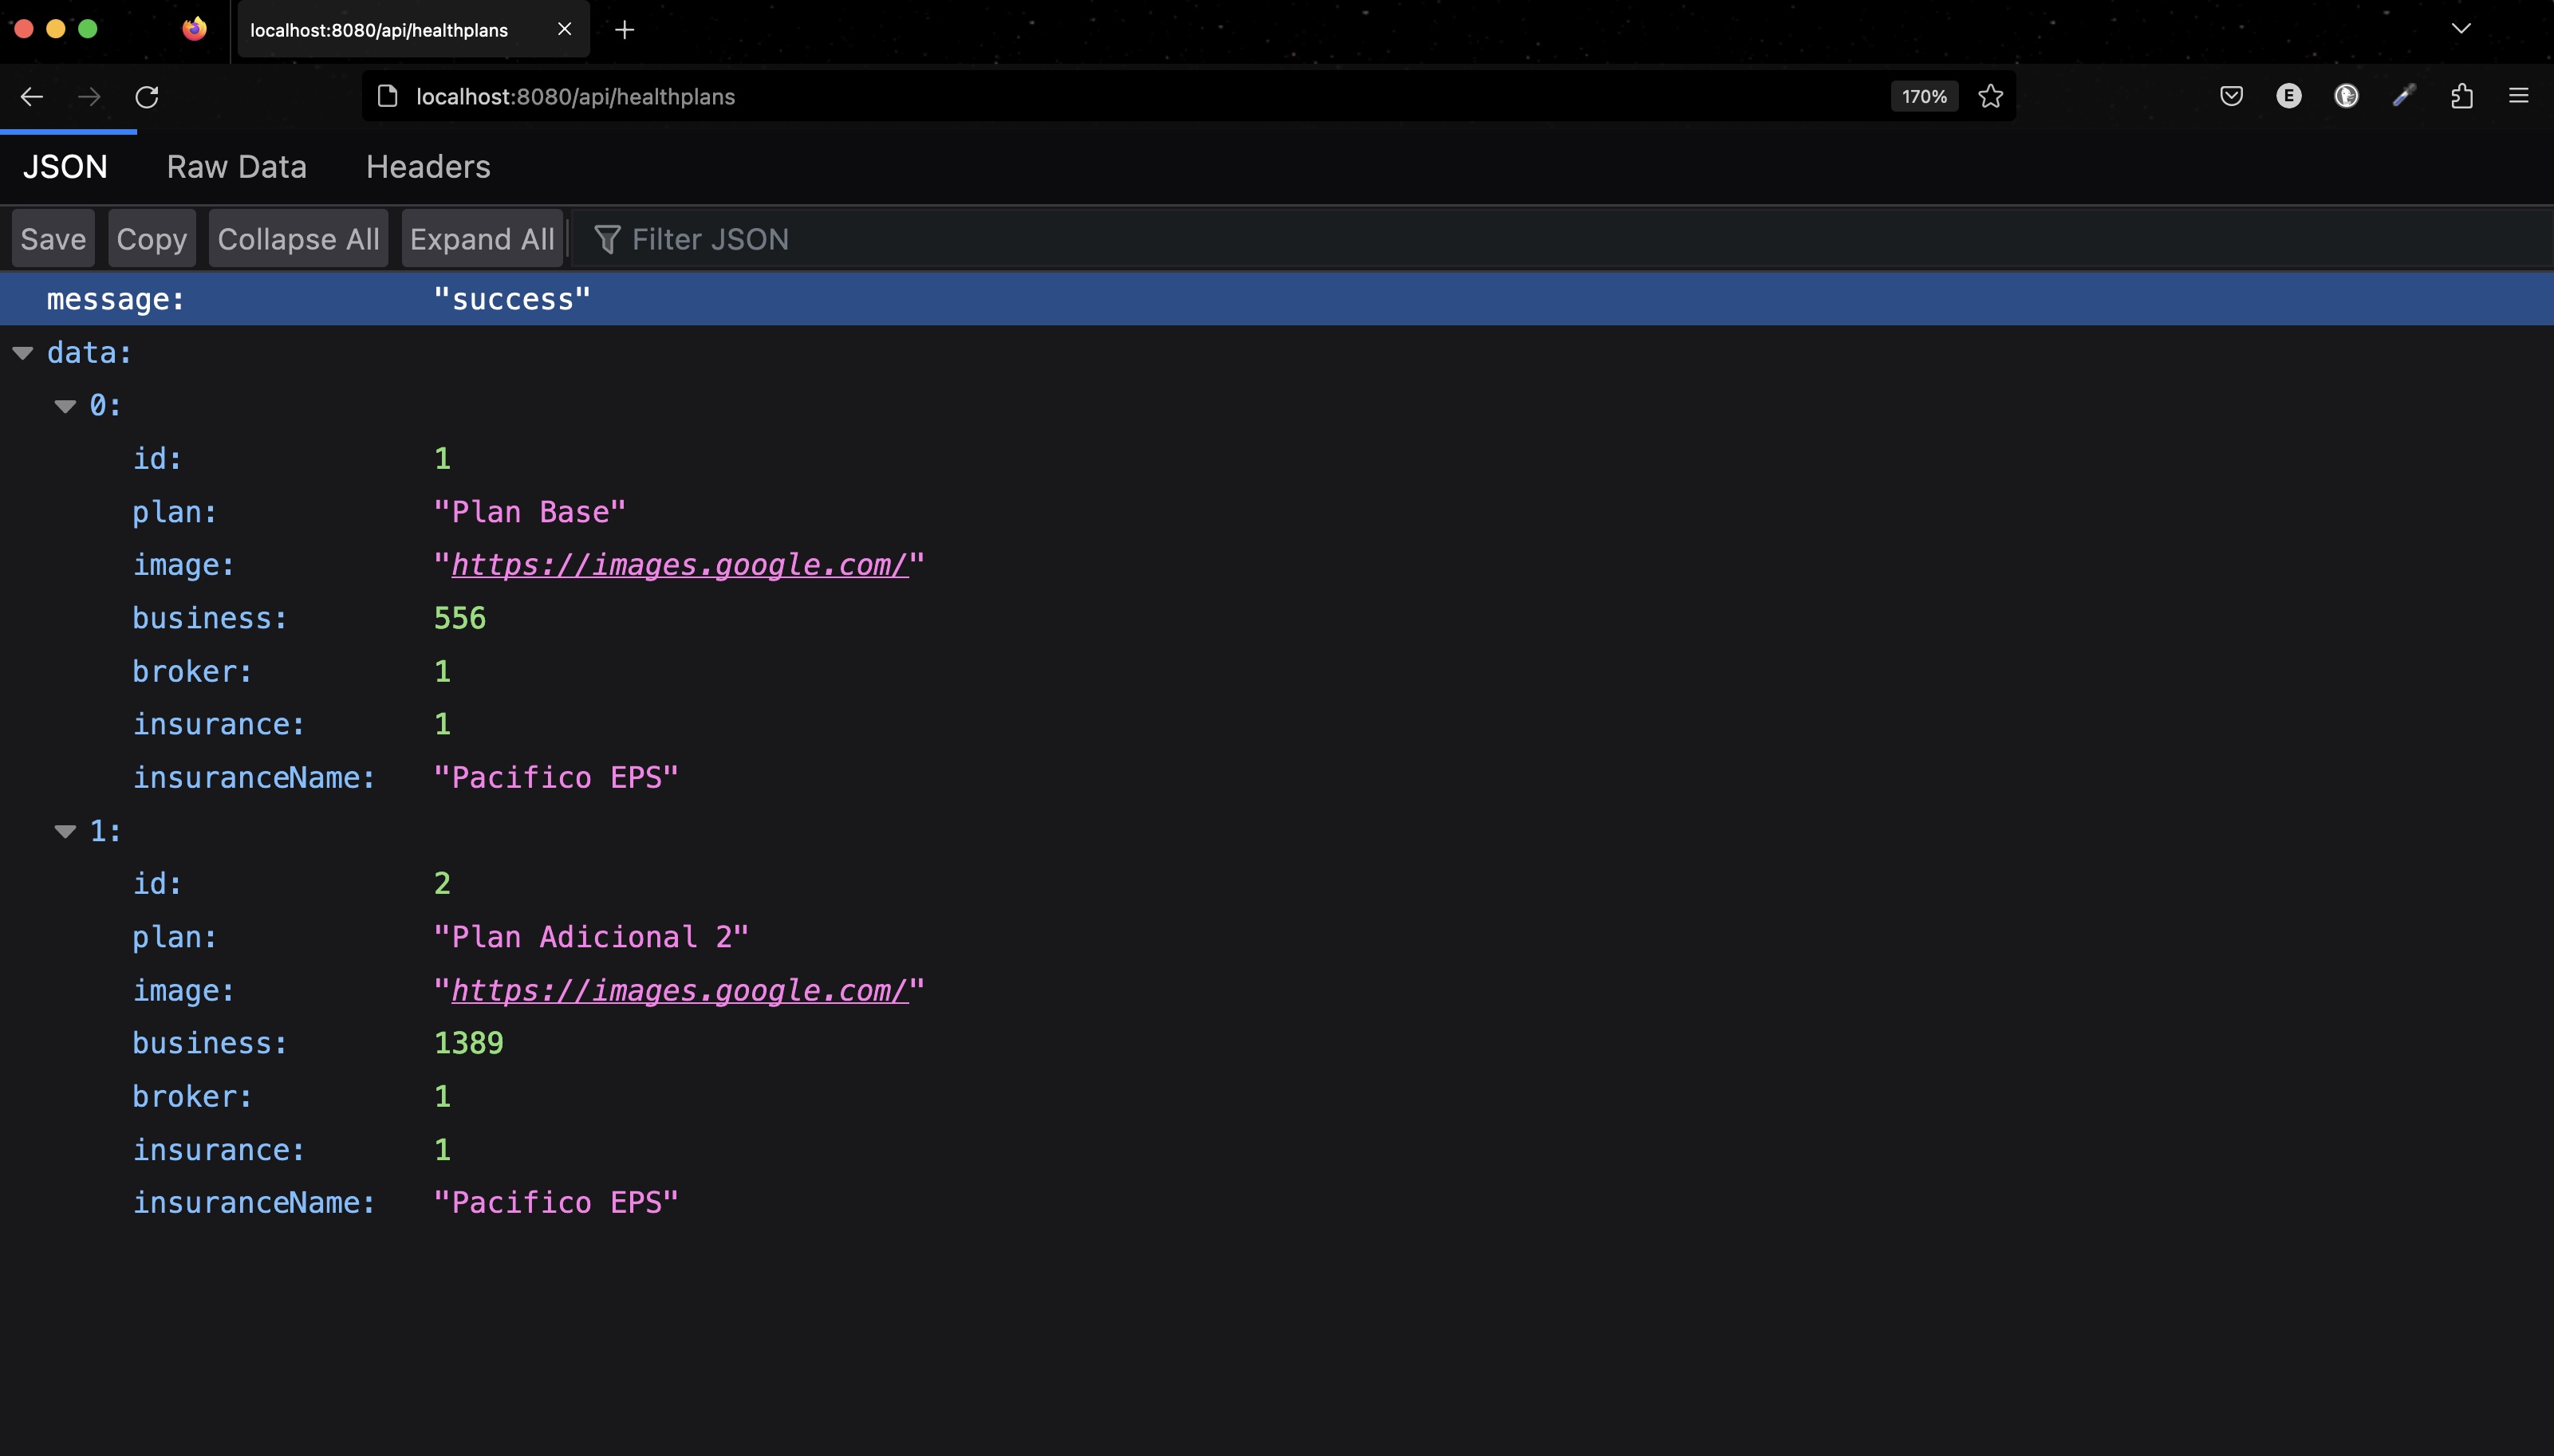 localhost:8080/api/healthplans
localhost:8080/api/healthplans 170% E
JSON Raw Data Headers
Save Copy Collapse All Expand All Filter JSON
message: "success"
data:
0:
id: 1
plan: "Plan Base"
image: "https://images.google.com/"
business: 556
broker: 1
insurance: 1
insuranceName: "Pacifico EPS"
1:
id: 2
plan: "Plan Adicional 2"
image: "https://images.google.com/"
business: 1389
broker: 1
insurance: 1
insuranceName: "Pacifico EPS"